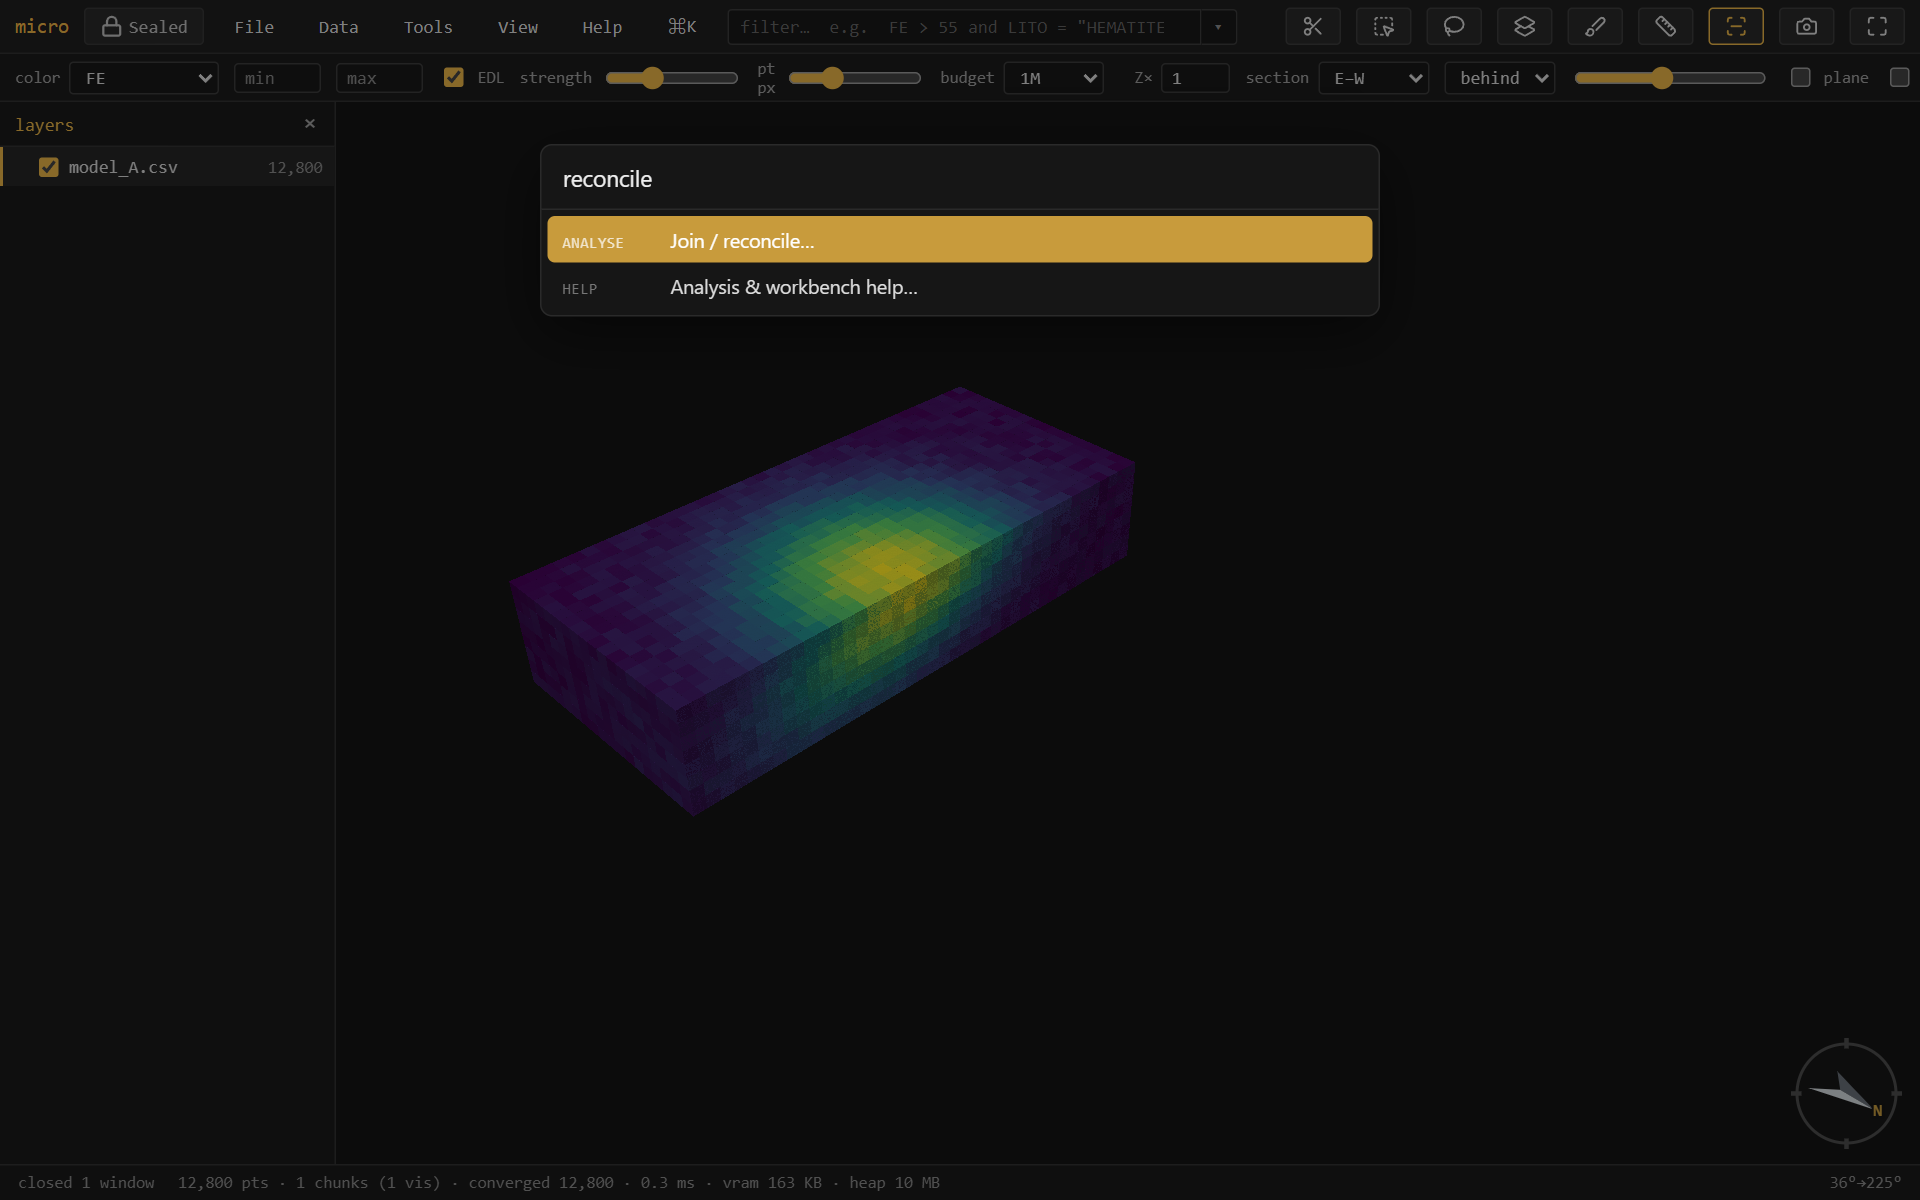 micro Sealed File Data Tools View Help ⌘K filter… e.g. FE > 55 and LITO = "HEMATITE
color FE min max EDL strength pt px budget 1M Z× 1 section E–W behind plane
layers ×
model_A.csv 12,800
reconcile
ANALYSE Join / reconcile…
HELP Analysis & workbench help…
N
closed 1 window 12,800 pts · 1 chunks (1 vis) · converged 12,800 · 0.3 ms · vram 163 KB · heap 10 MB 36°→225°